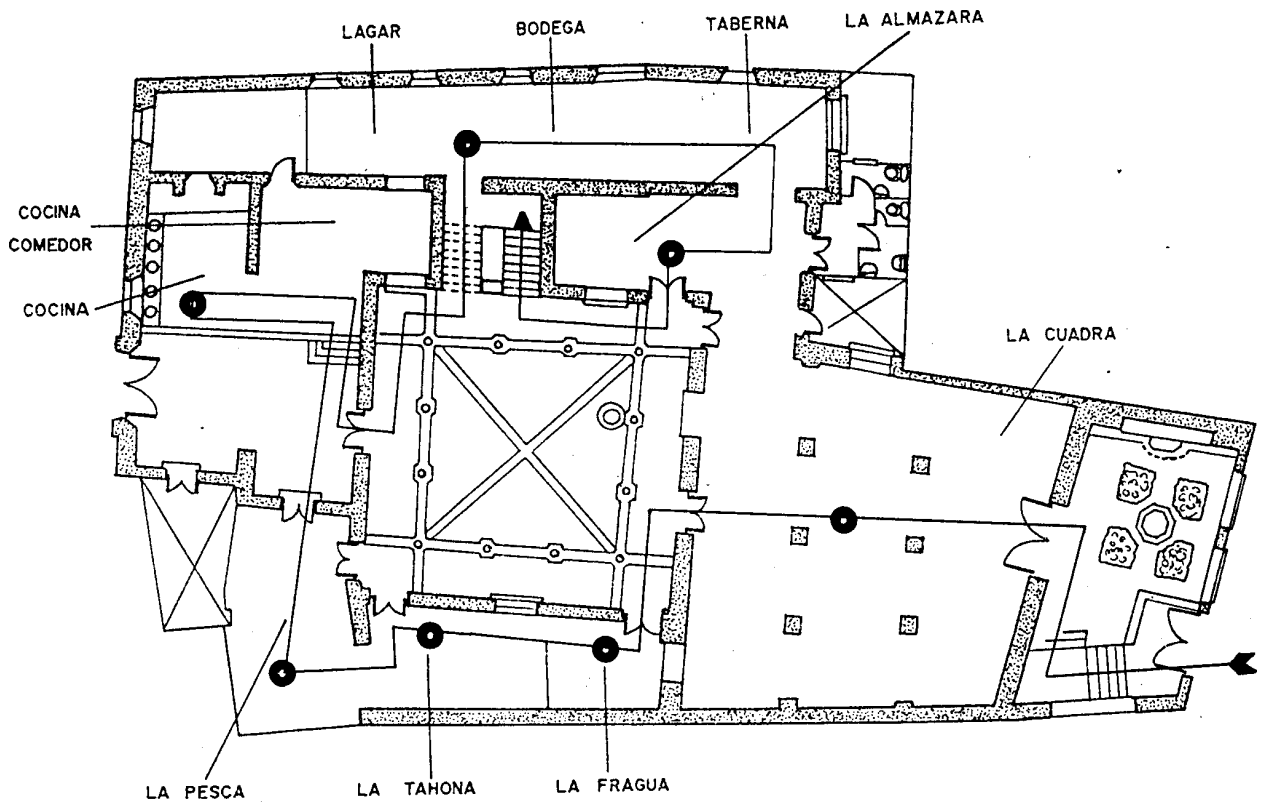 LAGAR
BODEGA
TABERNA
LA ALMAZARA
COCINA
COMEDOR
COCINA
LA CUADRA
LA PESCA
LA TAHONA
LA FRAGUA